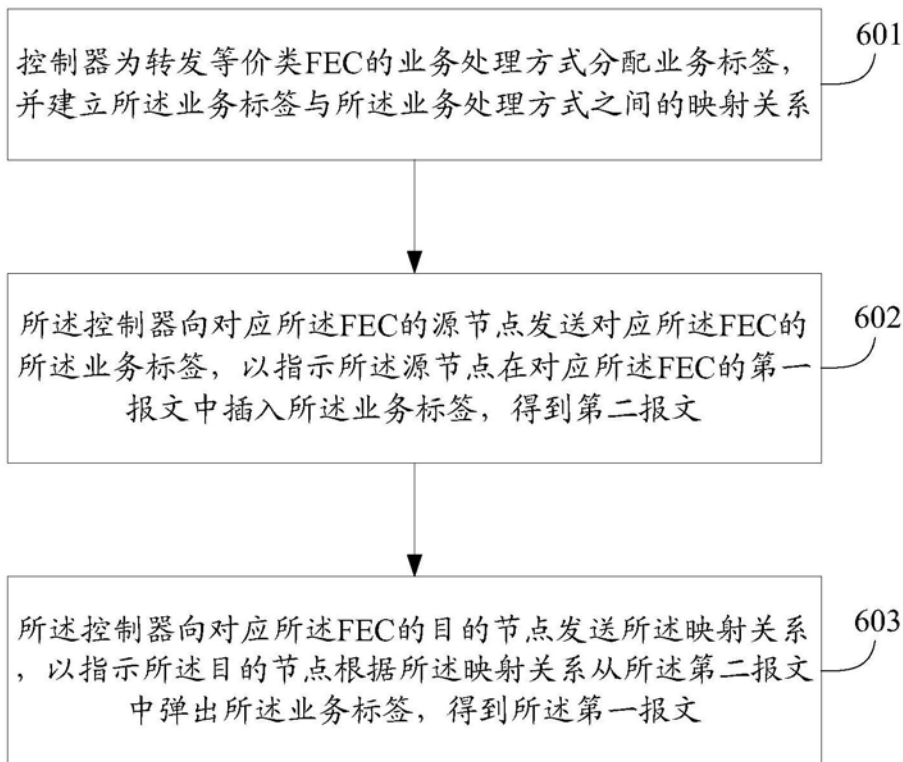 控制器为转发等价类FEC的业务处理方式分配业务标签，
并建立所述业务标签与所述业务处理方式之间的映射关系
601
所述控制器向对应所述FEC的源节点发送对应所述FEC的
所述业务标签，以指示所述源节点在对应所述FEC的第一
报文中插入所述业务标签，得到第二报文
602
所述控制器向对应所述FEC的目的节点发送所述映射关系
，以指示所述目的节点根据所述映射关系从所述第二报文
中弹出所述业务标签，得到所述第一报文
603